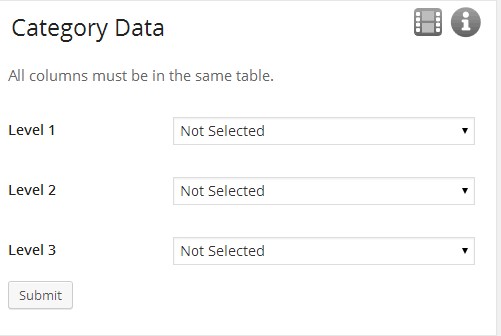 Category Data
All columns must be in the same table.
Level 1 Not Selected
Level 2 Not Selected
Level 3 Not Selected
Submit